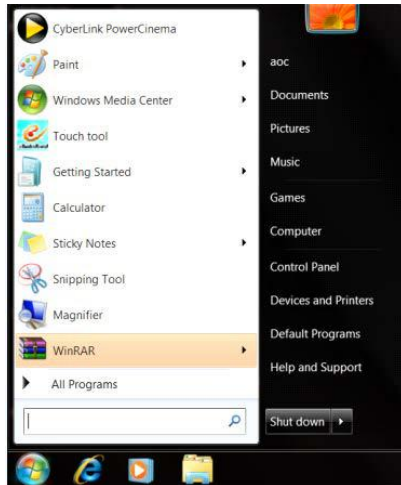 CyberLink PowerCinema
Paint
Windows Media Center
Touch tool
Getting Started
Calculator
Sticky Notes
Snipping Tool
Magnifier
WinRAR
All Programs
aoc
Documents
Pictures
Music
Games
Computer
Control Panel
Devices and Printers
Default Programs
Help and Support
Shut down